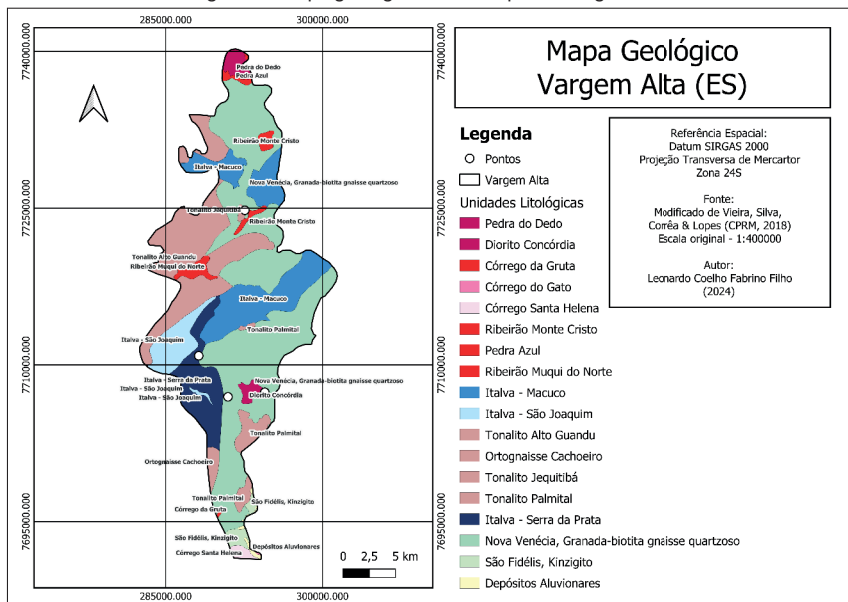 285000.000
300000.000
7740000.000
7740000.000
7725000.000
7725000.000
7710000.000
7710000.000
7695000.000
7695000.000
285000.000
300000.000
Pedra do Dedo
Pedra Azul
Ribeirão Monte Cristo
Italva - Macuco
Nova Venécia, Granada-biotita gnaisse quartzoso
Tonalito Jequitibá
Ribeirão Monte Cristo
Tonalito Alto Guandu
Ribeirão Muqui do Norte
Italva - Macuco
Tonalito Palmital
Italva - São Joaquim
Italva - Serra da Prata
Nova Venécia, Granada-biotita gnaisse quartzoso
Italva - São Joaquim
Italva - São Joaquim
Diorito Concórdia
Tonalito Palmital
Ortognaisse Cachoeiro
Tonalito Palmital
São Fidélis, Kinzigito
Córrego da Gruta
São Fidélis, Kinzigito
Depósitos Aluvionares
Córrego Santa Helena
0 2,5 5 km
Mapa Geológico
Vargem Alta (ES)
Legenda
Pontos
Vargem Alta
Unidades Litológicas
Pedra do Dedo
Diorito Concórdia
Córrego da Gruta
Córrego do Gato
Córrego Santa Helena
Ribeirão Monte Cristo
Pedra Azul
Ribeirão Muqui do Norte
Italva - Macuco
Italva - São Joaquim
Tonalito Alto Guandu
Ortognaisse Cachoeiro
Tonalito Jequitibá
Tonalito Palmital
Italva - Serra da Prata
Nova Venécia, Granada-biotita gnaisse quartzoso
São Fidélis, Kinzigito
Depósitos Aluvionares
Referência Espacial:
Datum SIRGAS 2000
Projeção Transversa de Mercartor
Zona 24S
Fonte:
Modificado de Vieira, Silva,
Corrêa & Lopes (CPRM, 2018)
Escala original - 1:400000
Autor:
Leonardo Coelho Fabrino Filho
(2024)